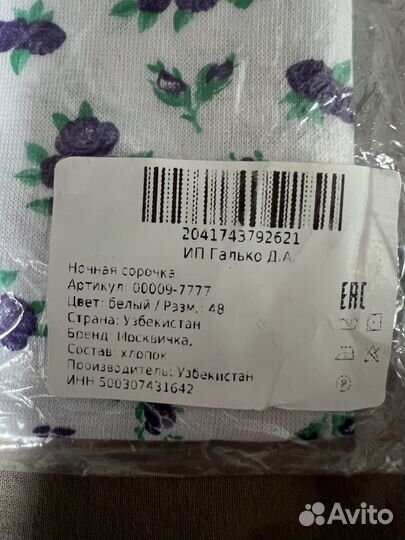 2041743792621
ИП Галько Д.А.
Ночная сорочка
Артикул: 00009-7777
Цвет: белый / Разм.: 48
Страна: Узбекистан
Бренд: Москвичка,
Состав: хлопок
Производитель: Узбекистан
ИНН 500307431642
EAC
Avito